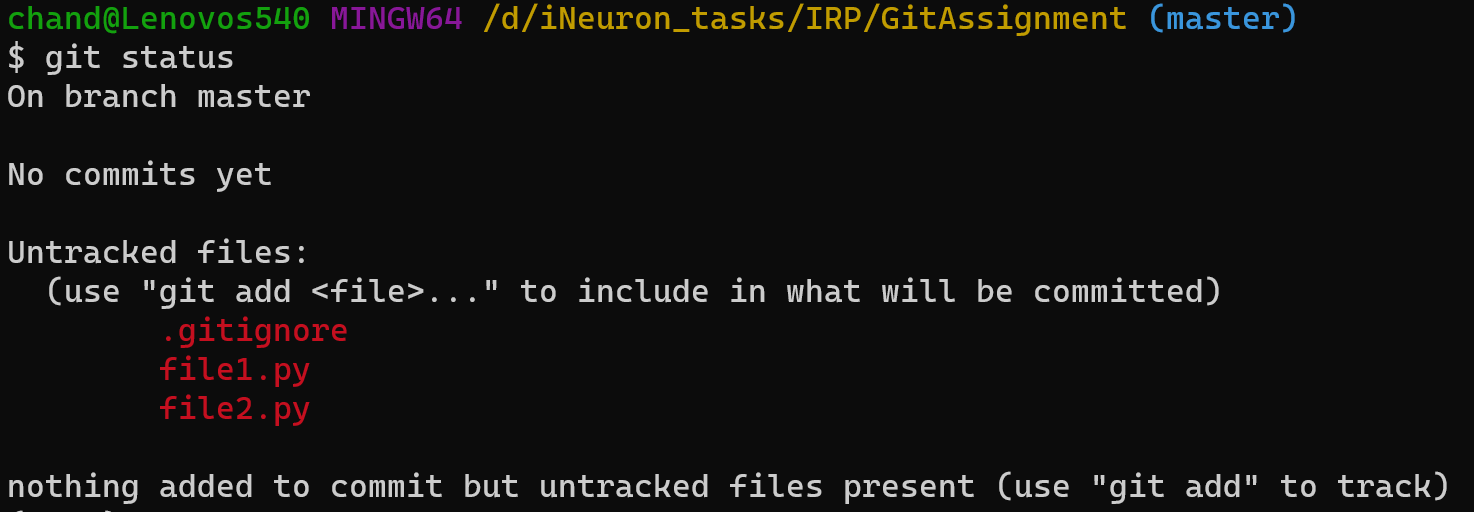 chand@Lenovos540 MINGW64 /d/iNeuron_tasks/IRP/GitAssignment (master)
$ git status
On branch master
No commits yet
Untracked files:
(use "git add <file>..." to include in what will be committed)
.gitignore
file1.py
file2.py
nothing added to commit but untracked files present (use "git add" to track)